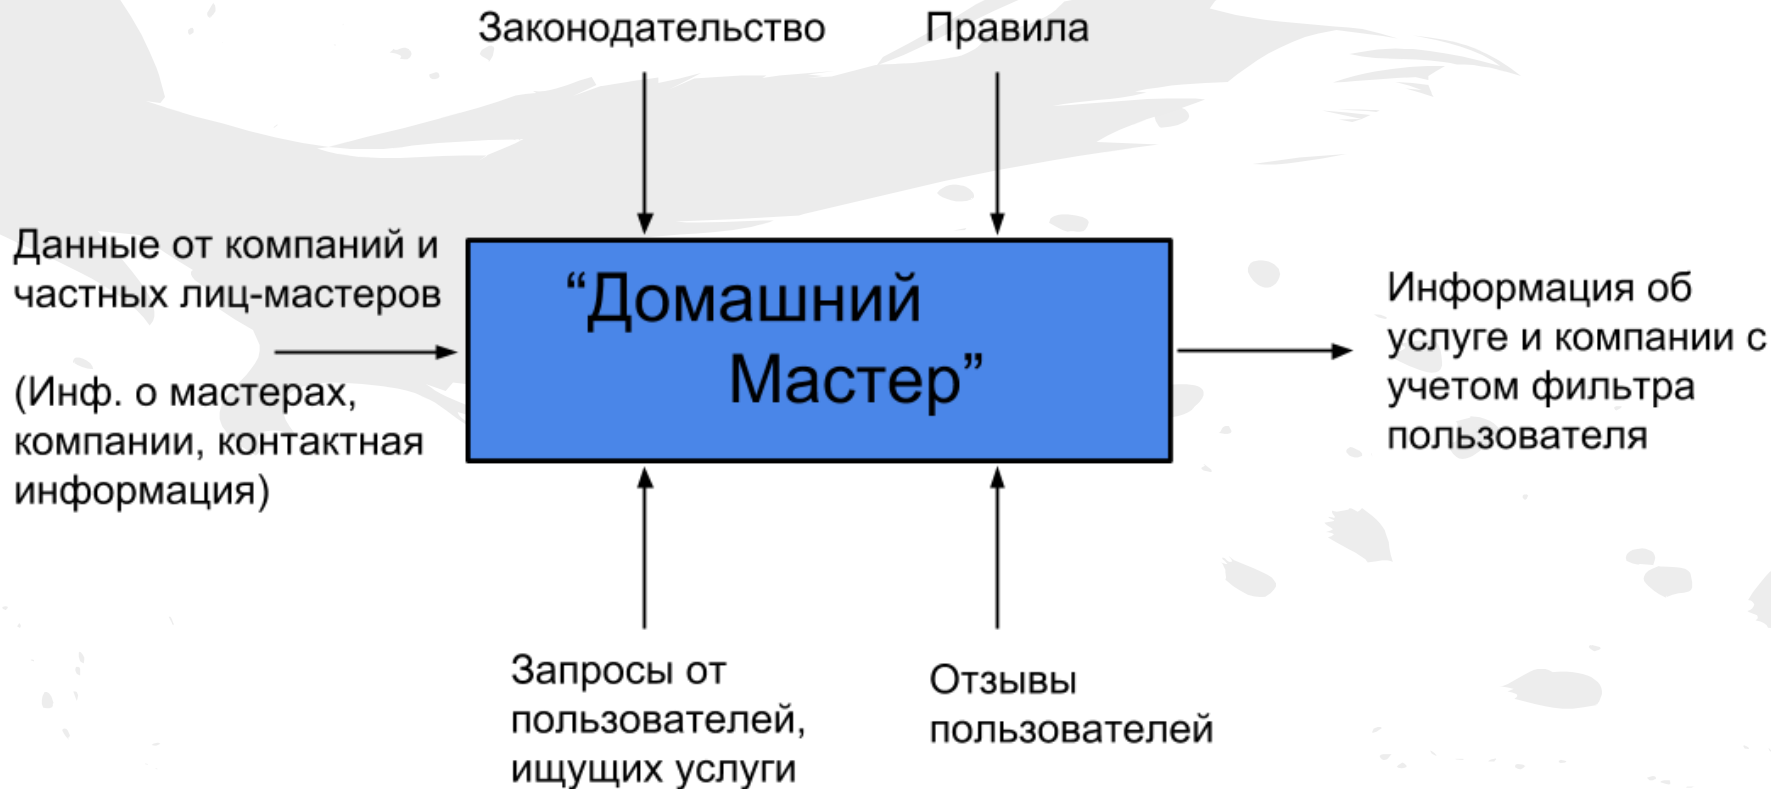 Законодательство
Правила
Данные от компаний и
частных лиц-мастеров
(Инф. о мастерах,
компании, контактная
информация)
“Домашний
Мастер”
Информация об
услуге и компании с
учетом фильтра
пользователя
Запросы от
пользователей,
ищущих услуги
Отзывы
пользователей